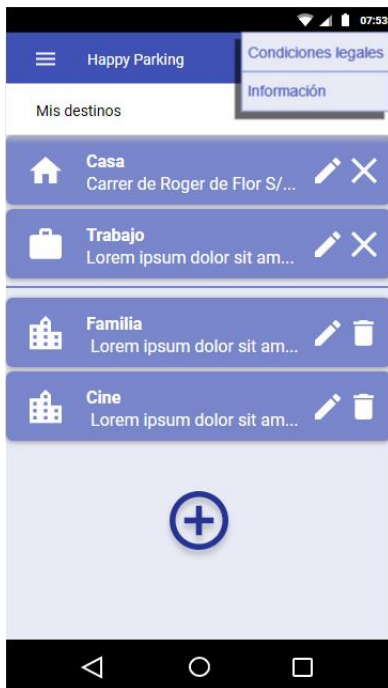 07:53
Happy Parking
Condiciones legales
Información
Mis destinos
Casa
Carrer de Roger de Flor S/...
Trabajo
Lorem ipsum dolor sit am...
Familia
Lorem ipsum dolor sit am...
Cine
Lorem ipsum dolor sit am...